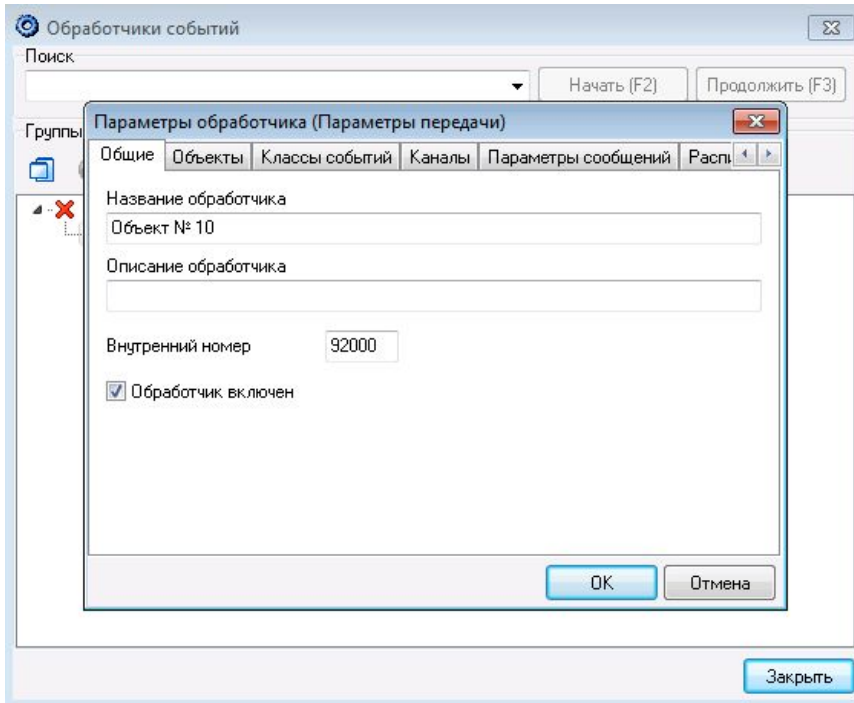 Обработчики событий
Поиск
Начать (F2) Продолжить (F3)
Группы
Параметры обработчика (Параметры передачи)
Общие Объекты Классы событий Каналы Параметры сообщений
Название обработчика
Объект № 10
Описание обработчика
Внутренний номер 92000
Обработчик включен
OK Отмена
Закрыть